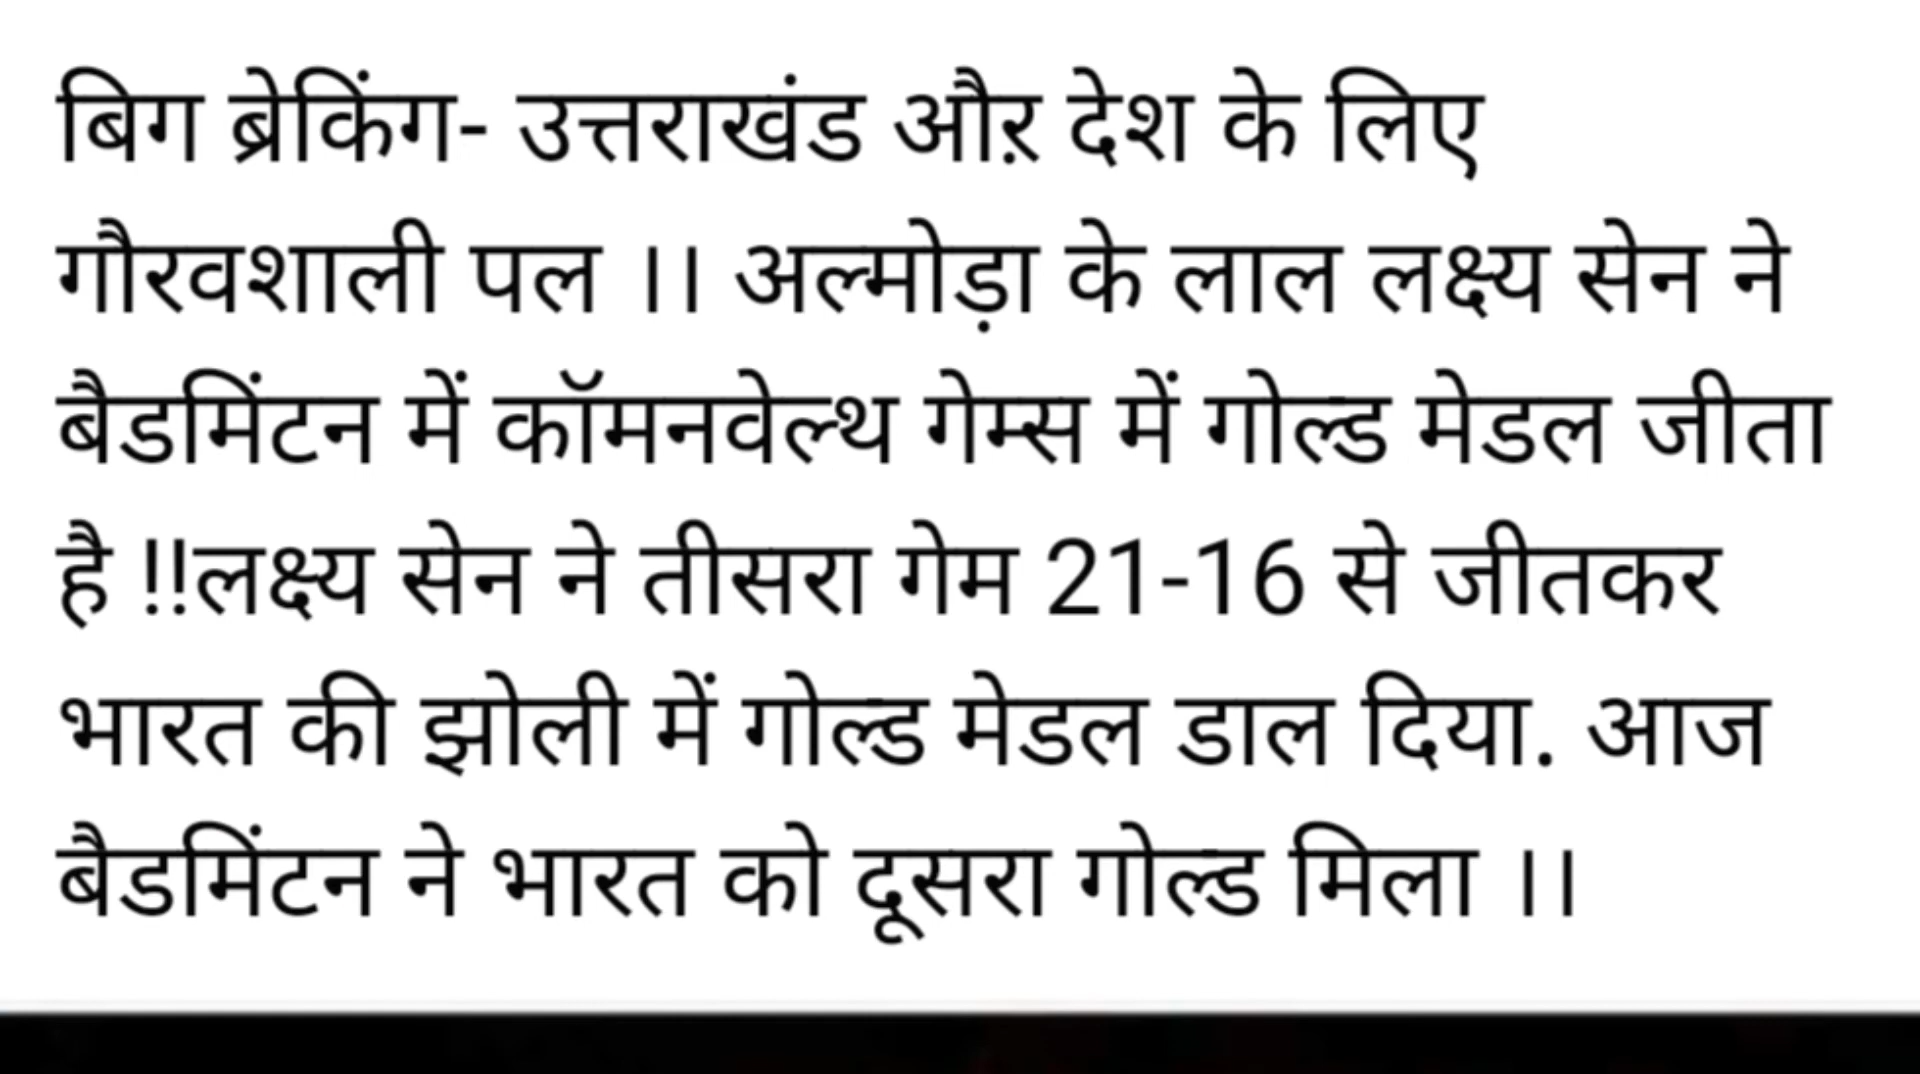 बिग ब्रेकिंग- उत्तराखंड औऱ देश के लिए
गौरवशाली पल ।। अल्मोड़ा के लाल लक्ष्य सेन ने
बैडमिंटन में कॉमनवेल्थ गेम्स में गोल्ड मेडल जीता
है !!लक्ष्य सेन ने तीसरा गेम 21-16 से जीतकर
भारत की झोली में गोल्ड मेडल डाल दिया. आज
बैडमिंटन ने भारत को दूसरा गोल्ड मिला ।।